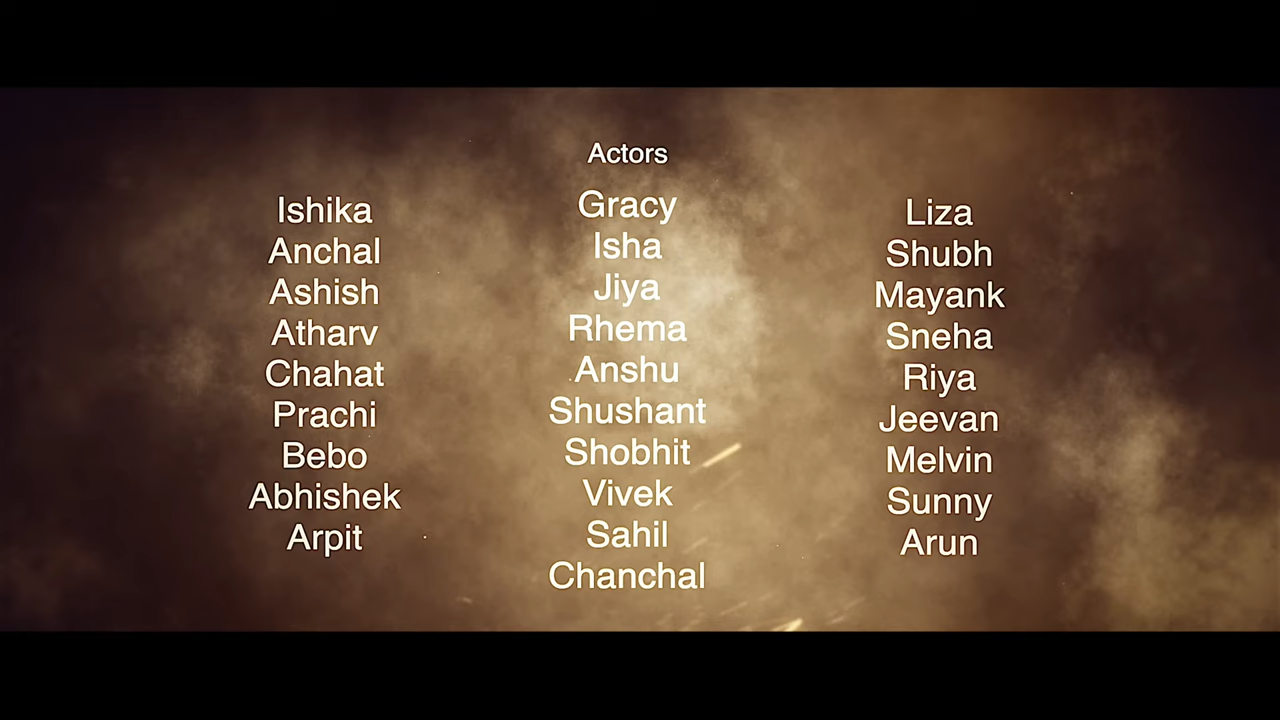 Actors
Ishika
Anchal
Ashish
Atharv
Chahat
Prachi
Bebo
Abhishek
Arpit
Gracy
Isha
Jiya
Rhema
Anshu
Shushant
Shobhit
Vivek
Sahil
Chanchal
Liza
Shubh
Mayank
Sneha
Riya
Jeevan
Melvin
Sunny
Arun